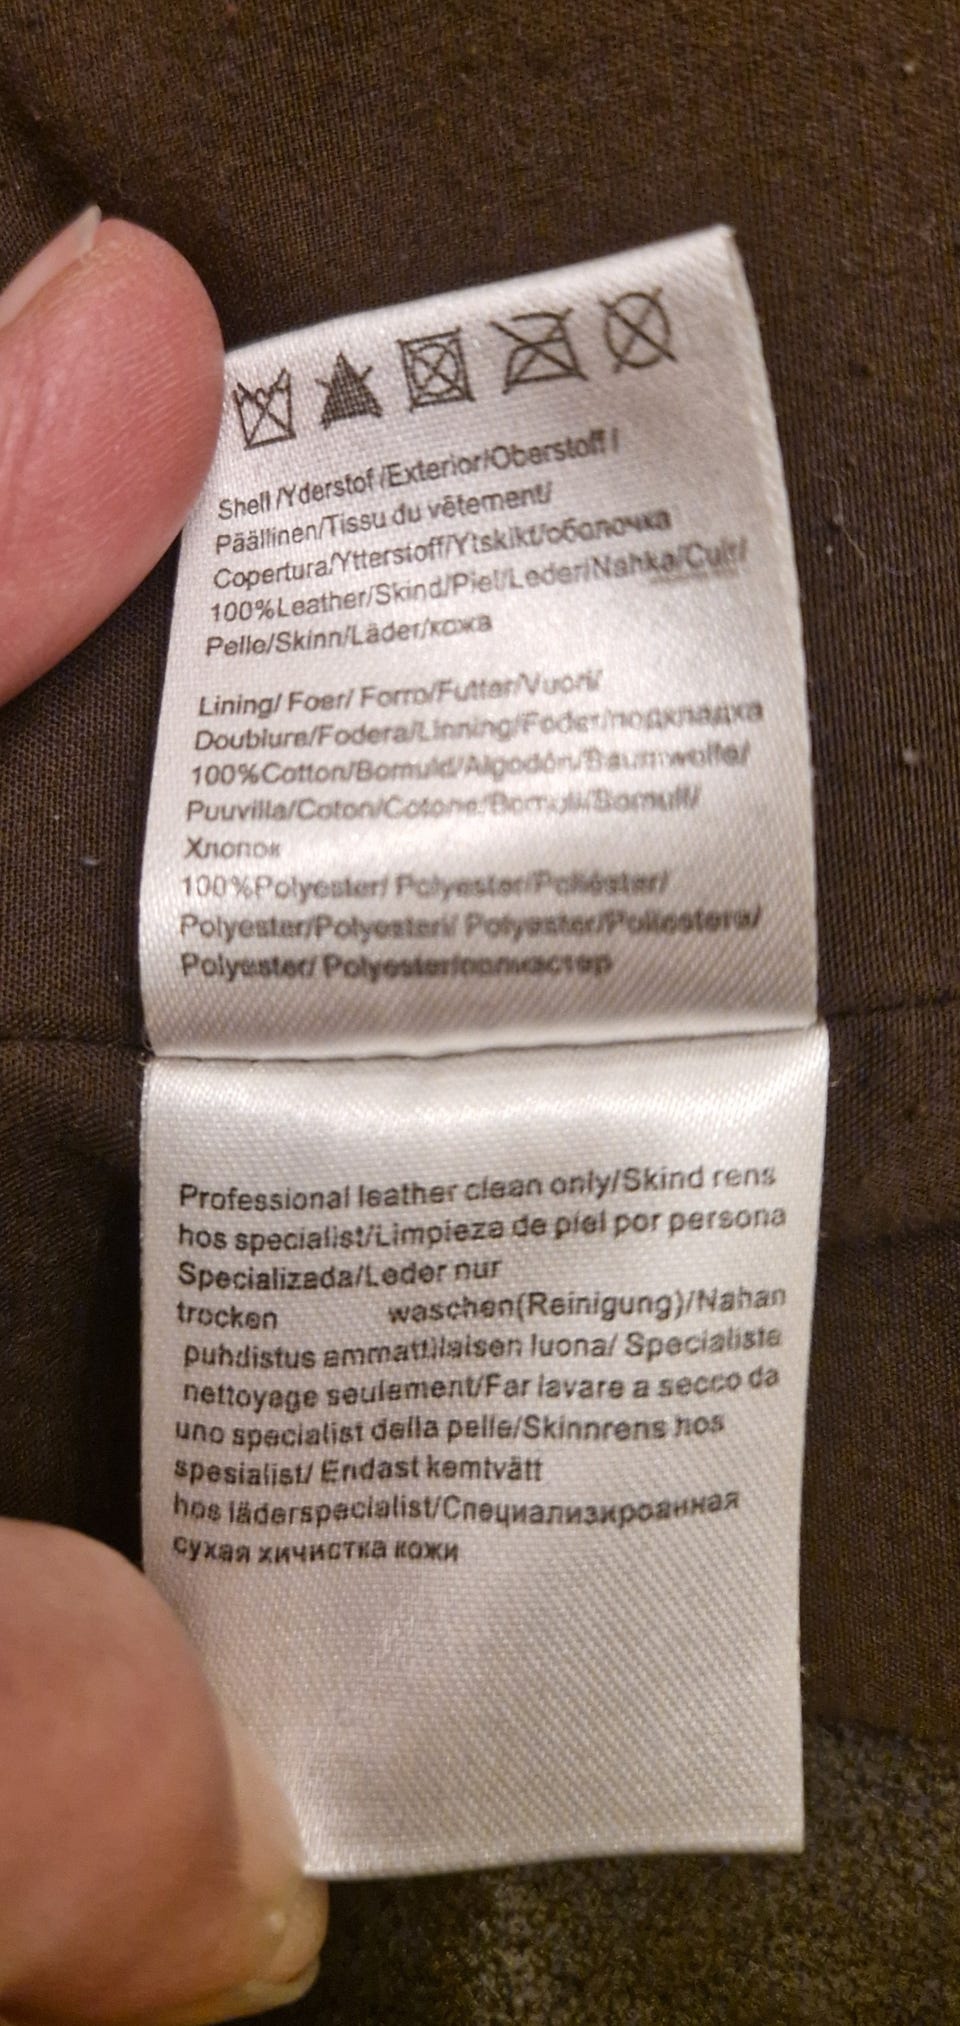 Shell /Yderstof /Exterior/Oberstoff /
Päällinen/Tissu du vêtement/
Copertura/Ytterstoff/Ytskikt/оболочка
100%Leather/Skind/Piel/Leder/Nahka/Cuir/
Pelle/Skinn/Läder/кожа
Lining/ Foer/ Forro/Futter/Vuori/
Doublure/Fodera/Linning/Foder/подкладка
100%Cotton/Bomuld/Algodón/Baumwolle/
Puuvilla/Coton/Cotone/Bomull/Bomull/
Хлопок
100%Polyester/ Polyester/Poliéster/
Polyester/Polyesteri/ Polyester/Poliestere/
Polyester/ Polyester/полиэстер
Professional leather clean only/Skind rens
hos specialist/Limpieza de piel por persona
Specializada/Leder nur
trocken waschen(Reinigung)/Nahan
puhdistus ammattilaisen luona/ Specialiste
nettoyage seulement/Far lavare a secco da
uno specialist della pelle/Skinnrens hos
spesialist/ Endast kemtvätt
hos läderspecialist/Специализированная
сухая хичистка кожи